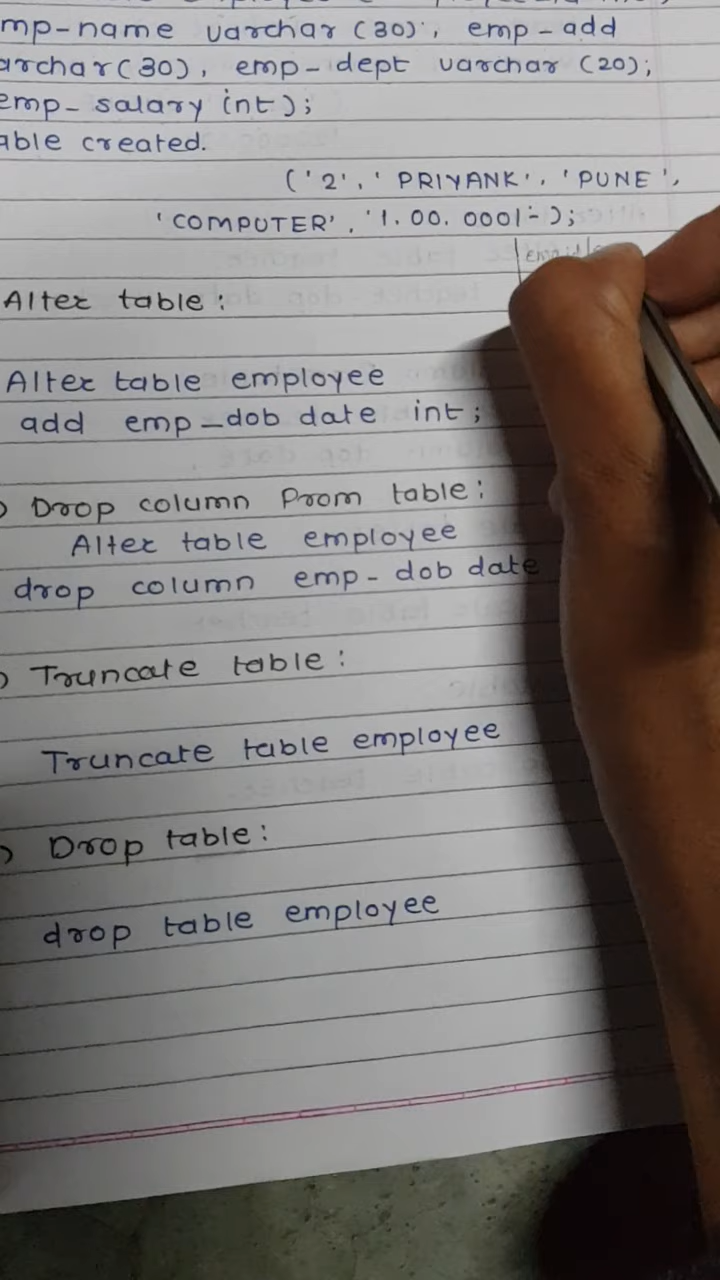 mp-name varchar (30), emp-add
archar(30), emp-dept varchar (20);
emp-salary int);
able created.
('2', 'PRIYANK', 'PUNE',
'COMPUTER', '1,00,000/-);
Alter table:
Alter table employee
add emp-dob date int;
Drop column Prom table:
Alter table employee
drop column emp-dob date
Truncate table:
Truncate table employee
Drop table:
drop table employee